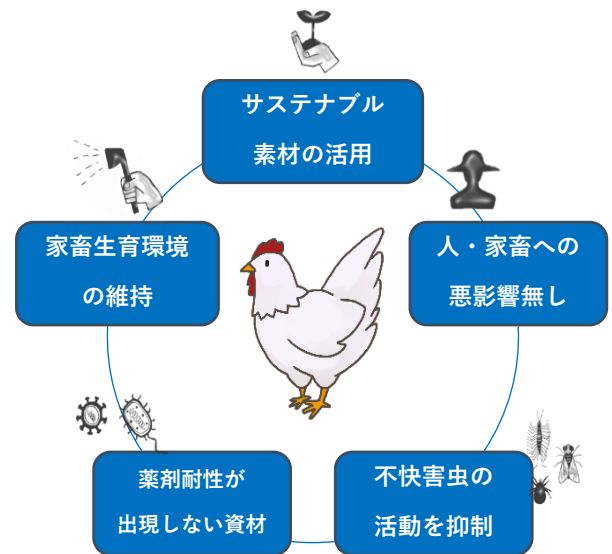 サステナブル
素材の活用
家畜生育環境
の維持
人・家畜への
悪影響無し
薬剤耐性が
出現しない資材
不快害虫の
活動を抑制